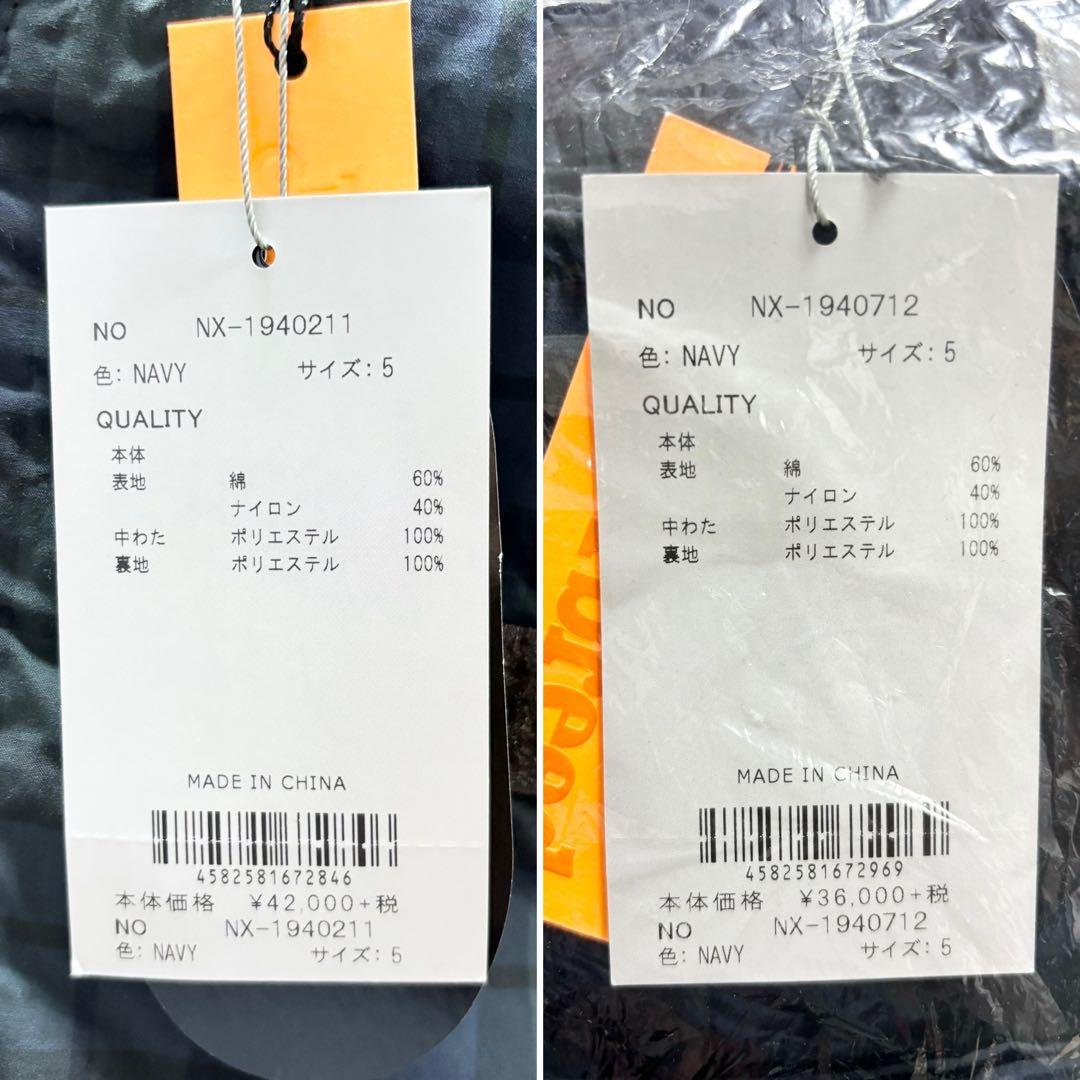 NO NX-1940211
色: NAVY サイズ: 5
QUALITY
本体
表地 綿 60%
ナイロン 40%
中わた ポリエステル 100%
裏地 ポリエステル 100%
MADE IN CHINA
4582581672846
本体価格 ¥42,000+税
NO NX-1940211
色: NAVY サイズ: 5
NO NX-1940712
色: NAVY サイズ: 5
QUALITY
本体
表地 綿 60%
ナイロン 40%
中わた ポリエステル 100%
裏地 ポリエステル 100%
MADE IN CHINA
4582581672969
本体価格 ¥36,000+税
NO NX-1940712
色: NAVY サイズ: 5